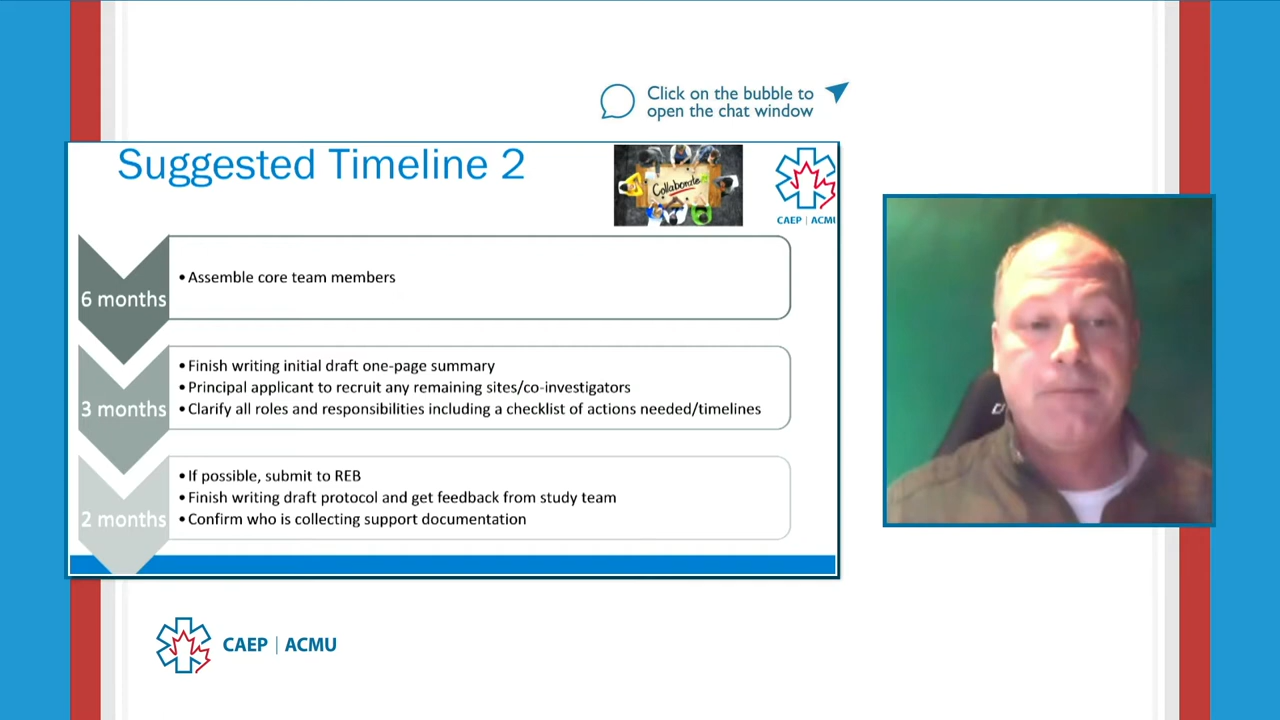 Click on the bubble to
open the chat window
Suggested Timeline 2
Collaborate
CAEP | ACMU
6 months
• Assemble core team members
3 months
• Finish writing initial draft one-page summary
• Principal applicant to recruit any remaining sites/co-investigators
• Clarify all roles and responsibilities including a checklist of actions needed/timelines
2 months
• If possible, submit to REB
• Finish writing draft protocol and get feedback from study team
• Confirm who is collecting support documentation
CAEP | ACMU